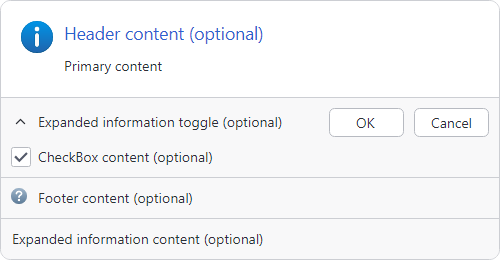 Header content (optional)
Primary content
Expanded information toggle (optional)
OK
Cancel
CheckBox content (optional)
Footer content (optional)
Expanded information content (optional)